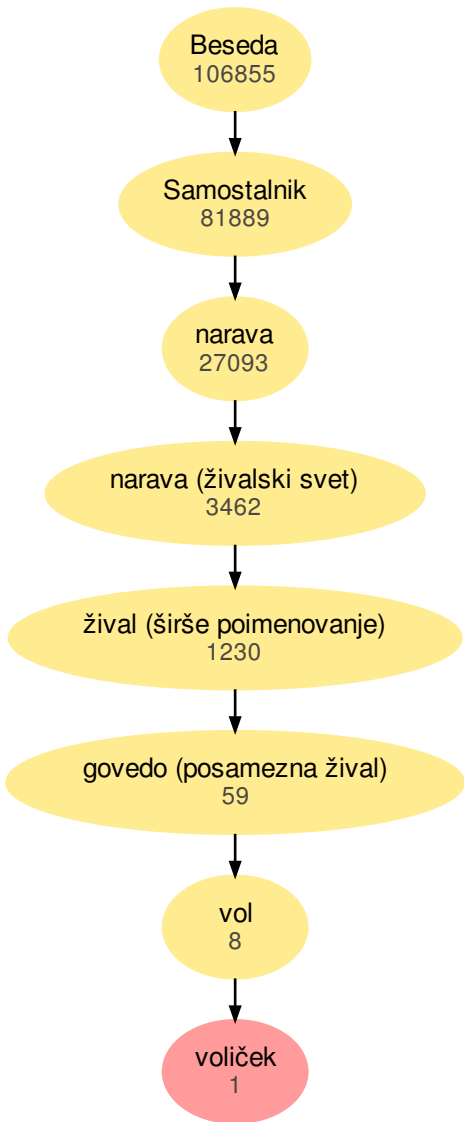 Beseda
106855
Samostalnik
81889
narava
27093
narava (živalski svet)
3462
žival (širše poimenovanje)
1230
govedo (posamezna žival)
59
vol
8
voliček
1